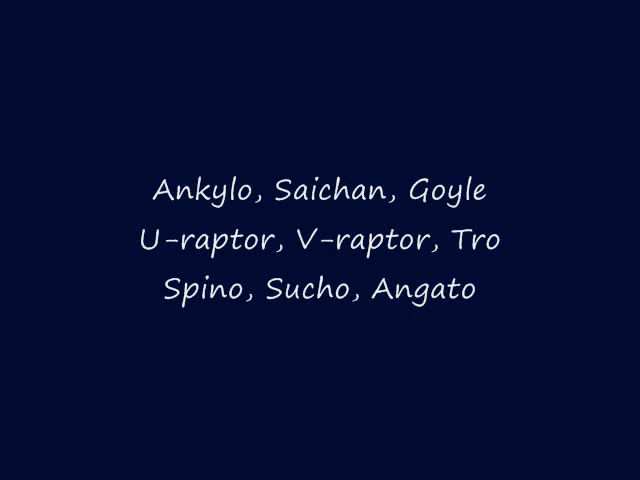 Ankylo, Saichan, Goyle
U-raptor, V-raptor, Tro
Spino, Sucho, Angato